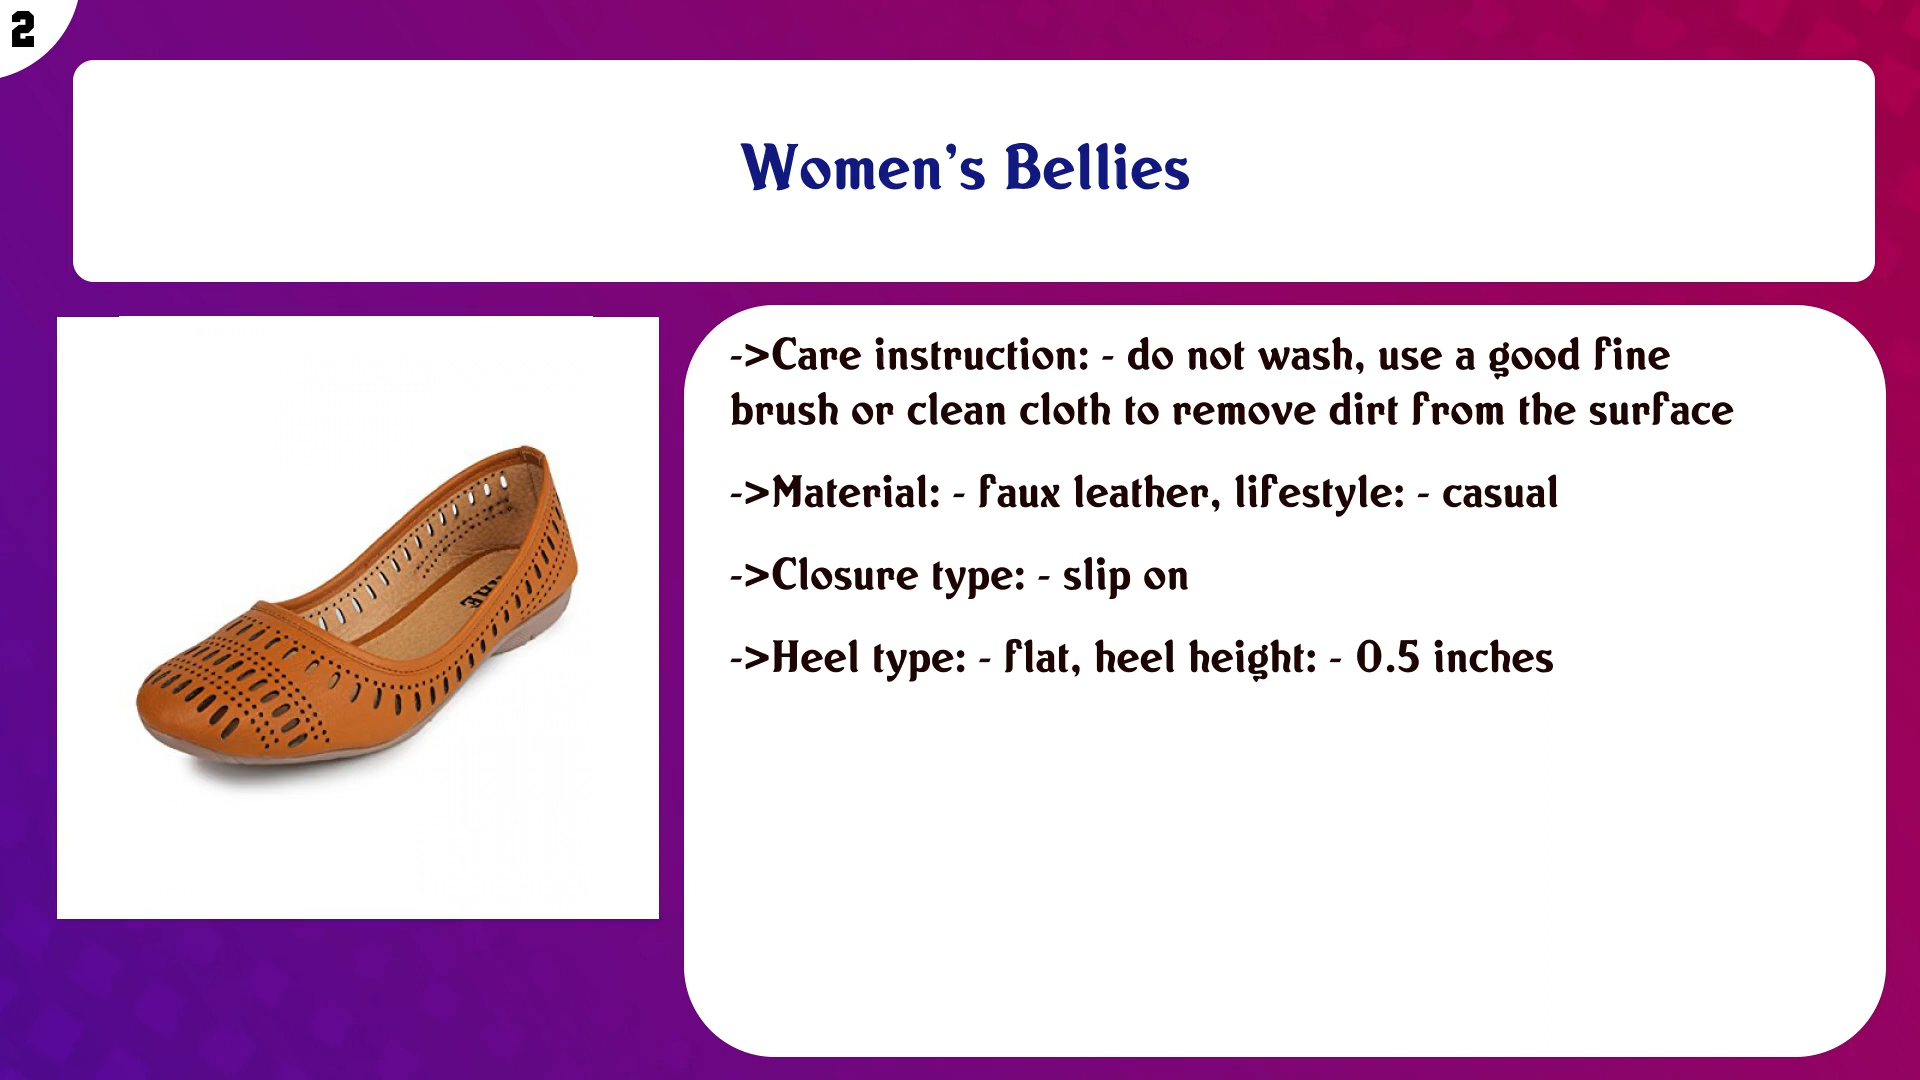 2
Women's Bellies
->Care instruction: - do not wash, use a good fine
brush or clean cloth to remove dirt from the surface
->Material: - faux leather, lifestyle: - casual
->Closure type: - slip on
->Heel type: - flat, heel height: - 0.5 inches